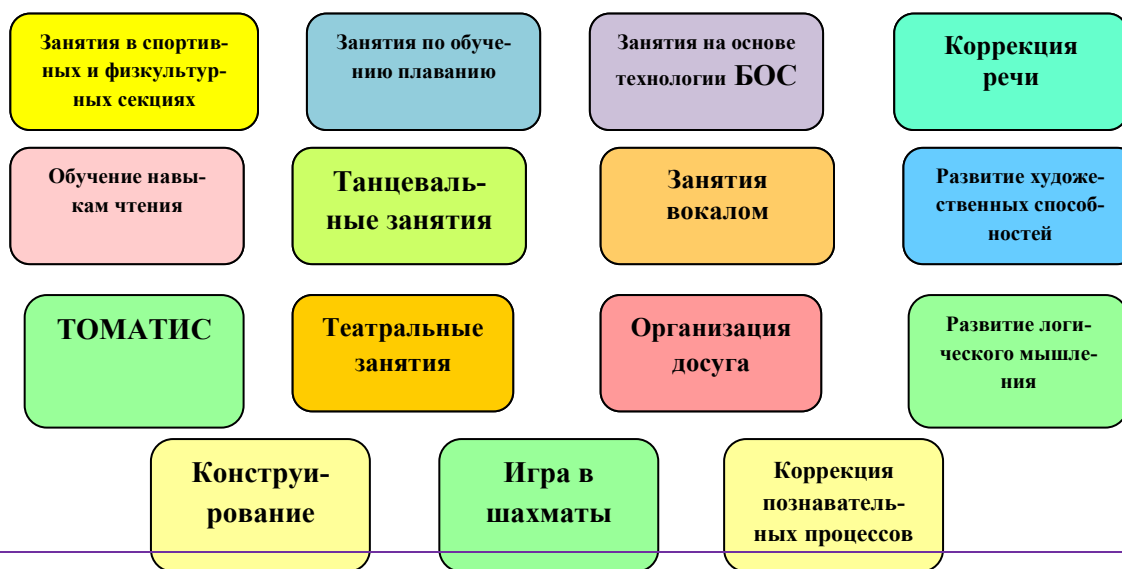 Занятия в спортив-
ных и физкультур-
ных секциях
Занятия по обуче-
нию плаванию
Занятия на основе
технологии БОС
Коррекция
речи
Обучение навы-
кам чтения
Танцеваль-
ные занятия
Занятия
вокалом
Развитие художе-
ственных способ-
ностей
ТОМАТИС
Театральные
занятия
Организация
досуга
Развитие логи-
ческого мышле-
ния
Конструи-
рование
Игра в
шахматы
Коррекция
познаватель-
ных процессов